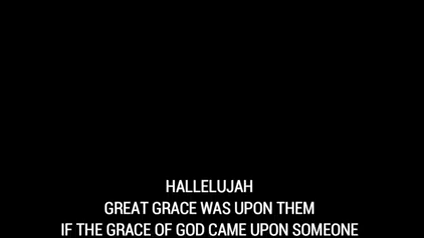 HALLELUJAH
GREAT GRACE WAS UPON THEM
IF THE GRACE OF GOD CAME UPON SOMEONE